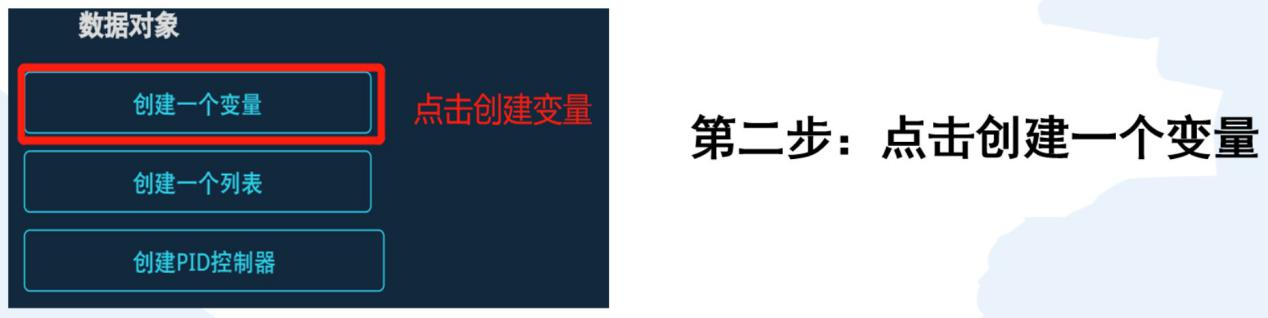 数据对象
创建一个变量
点击创建变量
创建一个列表
创建PID控制器
第二步：点击创建一个变量